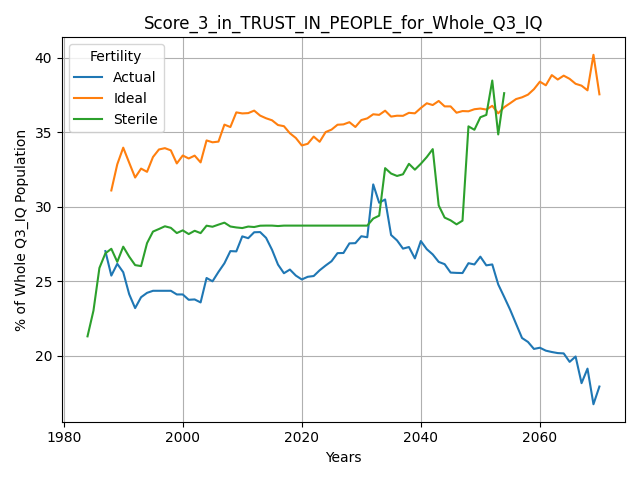 Score_3_in_TRUST_IN_PEOPLE_for_Whole_Q3_IQ
Fertility
Actual
Ideal
Sterile
% of Whole Q3_IQ Population
40
35
30
25
20
1980
2000
2020
2040
2060
Years